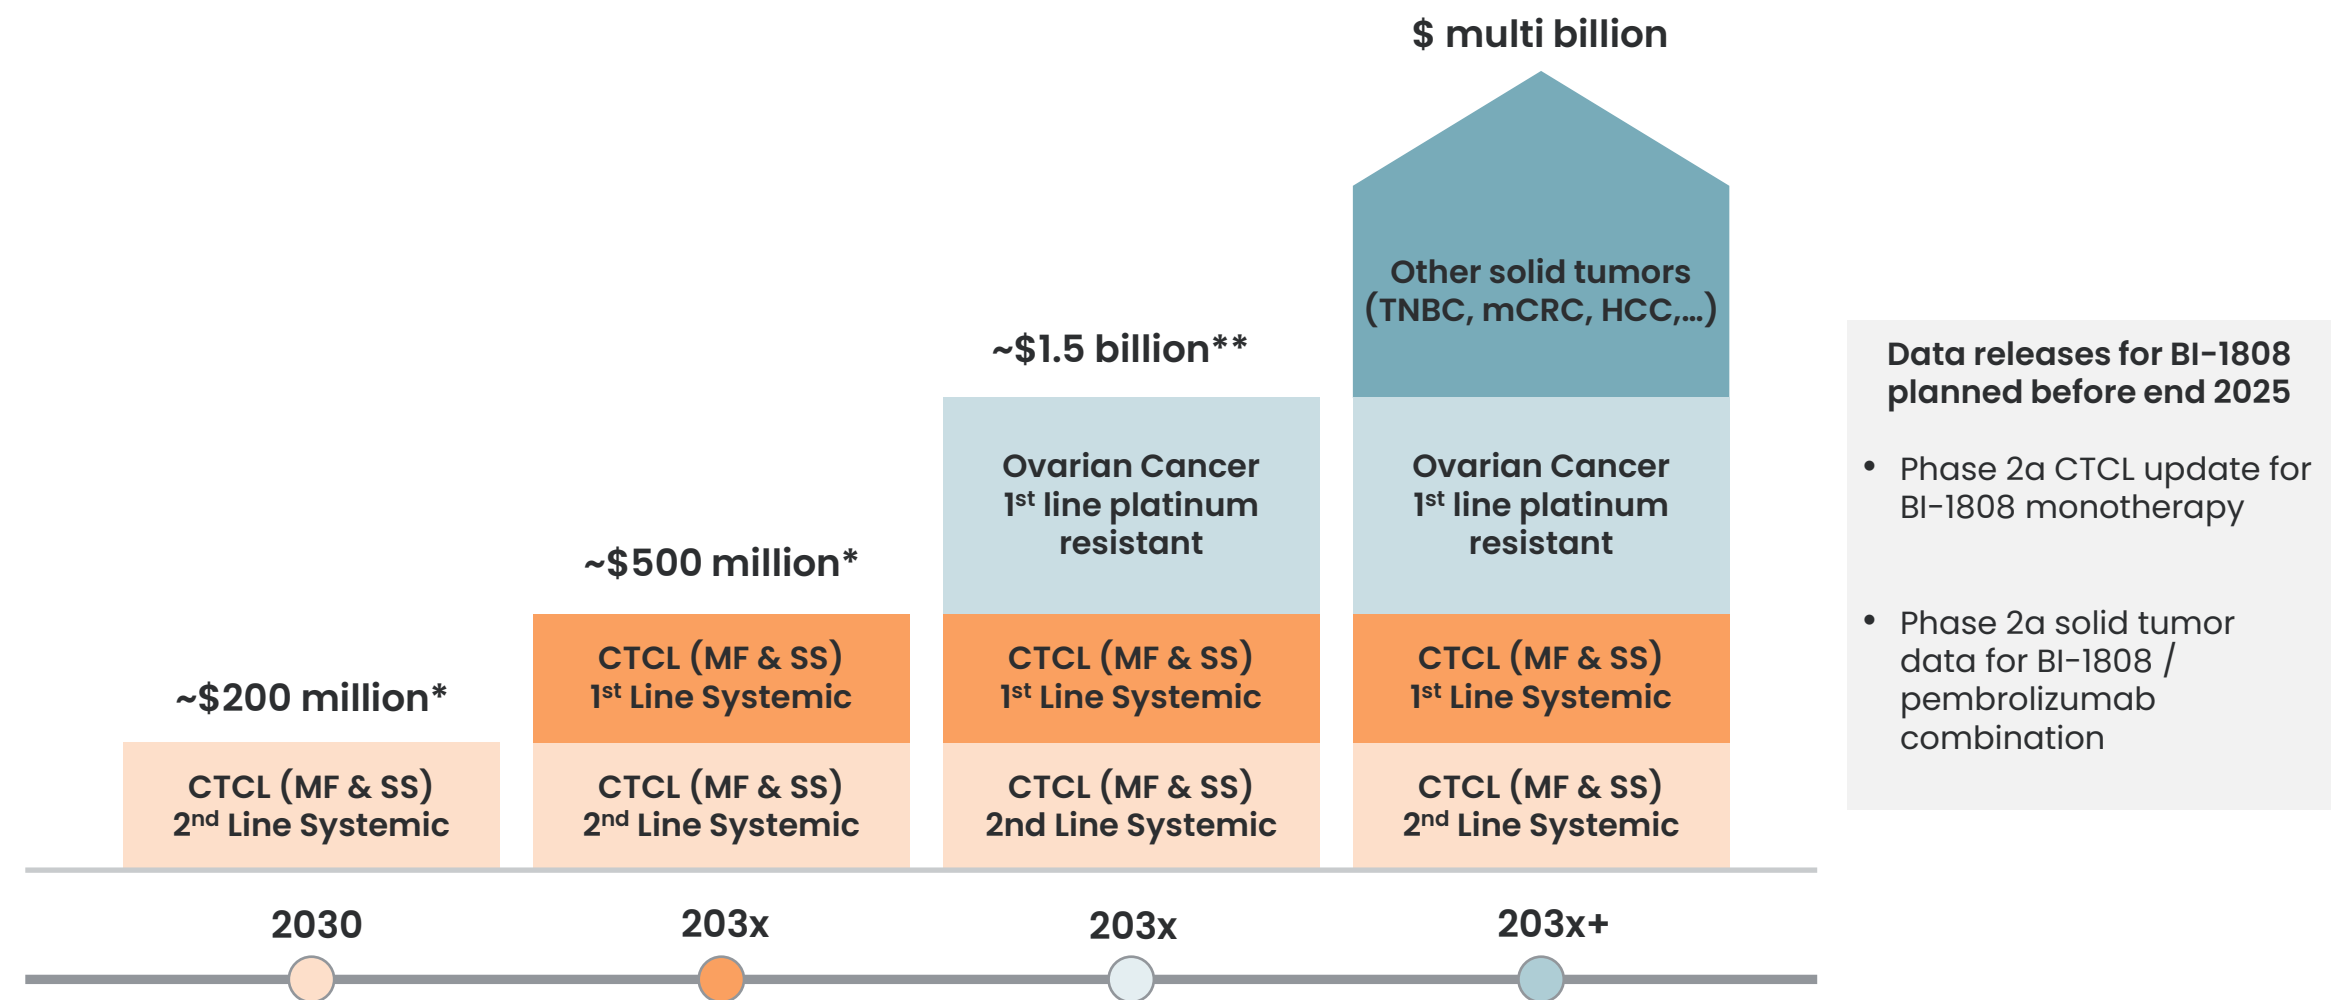 $ multi billion
Other solid tumors
(TNBC, mCRC, HCC,...)
~$1.5 billion**
Ovarian Cancer
1st line platinum
resistant
Ovarian Cancer
1st line platinum
resistant
~$500 million*
CTCL (MF & SS)
1st Line Systemic
CTCL (MF & SS)
1st Line Systemic
CTCL (MF & SS)
1st Line Systemic
~$200 million*
CTCL (MF & SS)
2nd Line Systemic
CTCL (MF & SS)
2nd Line Systemic
CTCL (MF & SS)
2nd Line Systemic
CTCL (MF & SS)
2nd Line Systemic
2030
203x
203x
203x+
Data releases for BI-1808
planned before end 2025
• Phase 2a CTCL update for
BI-1808 monotherapy
• Phase 2a solid tumor
data for BI-1808 /
pembrolizumab
combination